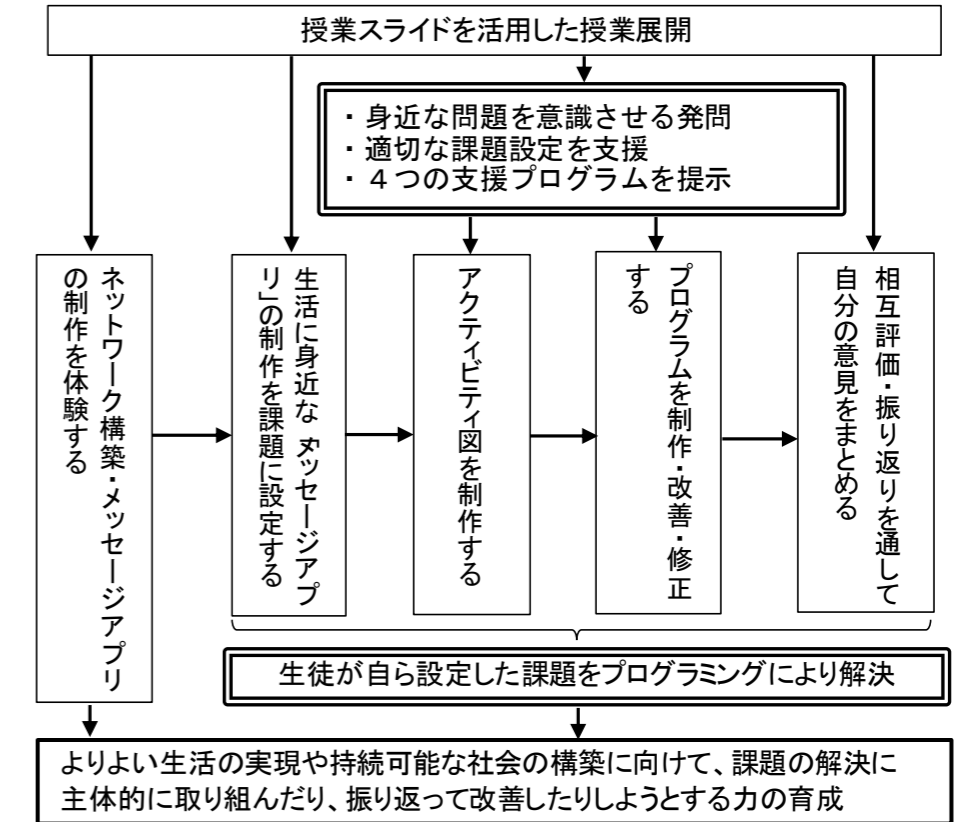 授業スライドを活用した授業展開
・身近な問題を意識させる発問
・適切な課題設定を支援
・４つの支援プログラムを提示
ネットワーク構築・メッセージアプリ
の制作を体験する
生活に身近な「メッセージアプ
リ」の制作を課題に設定する
アクティビティ図を制作する
プログラムを制作・改善・修正
する
相互評価・振り返りを通して
自分の意見をまとめる
生徒が自ら設定した課題をプログラミングにより解決
よりよい生活の実現や持続可能な社会の構築に向けて、課題の解決に
主体的に取り組んだり、振り返って改善したりしようとする力の育成